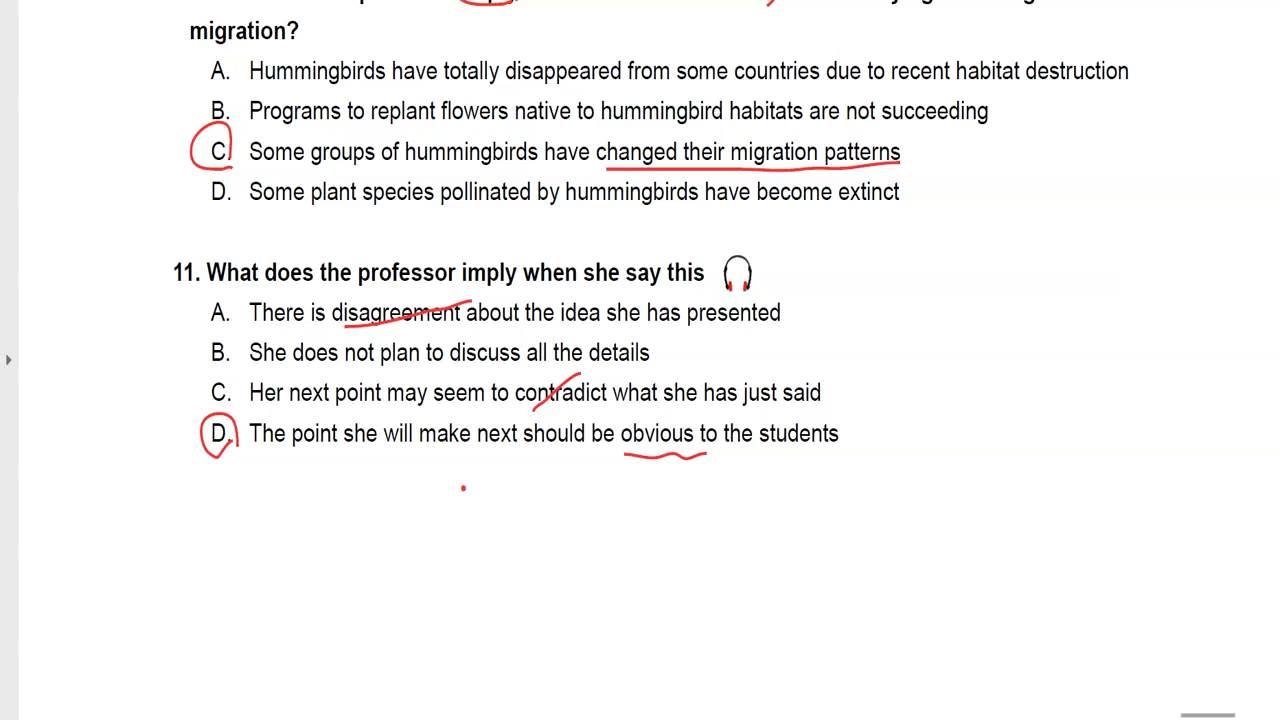 migration?
A. Hummingbirds have totally disappeared from some countries due to recent habitat destruction
B. Programs to replant flowers native to hummingbird habitats are not succeeding
C. Some groups of hummingbirds have changed their migration patterns
D. Some plant species pollinated by hummingbirds have become extinct
11. What does the professor imply when she say this
A. There is disagreement about the idea she has presented
B. She does not plan to discuss all the details
C. Her next point may seem to contradict what she has just said
D. The point she will make next should be obvious to the students